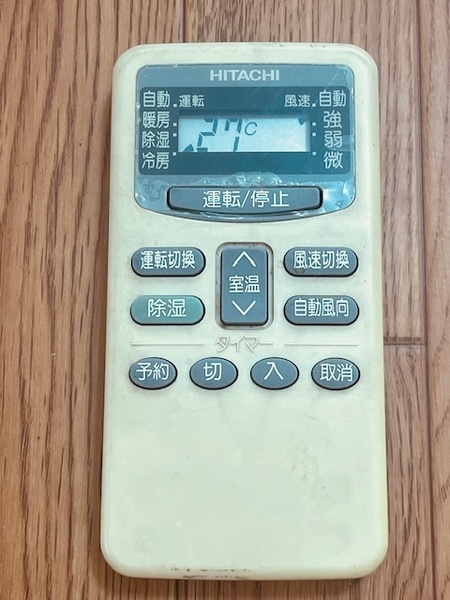 HITACHI
自動 運転 風速 自動
暖房 27℃ 強
除湿 弱
冷房 微
運転/停止
運転切換 室温 風速切換
除湿 自動風向
タイマー
予約 切 入 取消